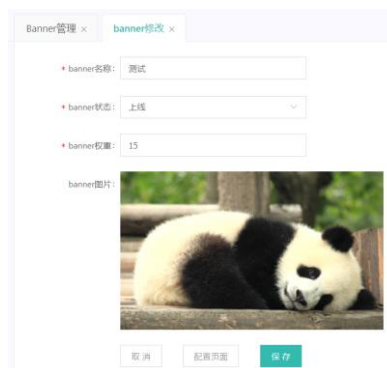 Banner管理 × banner修改 ×
* banner名称: 测试
* banner状态: 上线
* banner权重: 15
banner图片:
取 消 配置页面 保 存